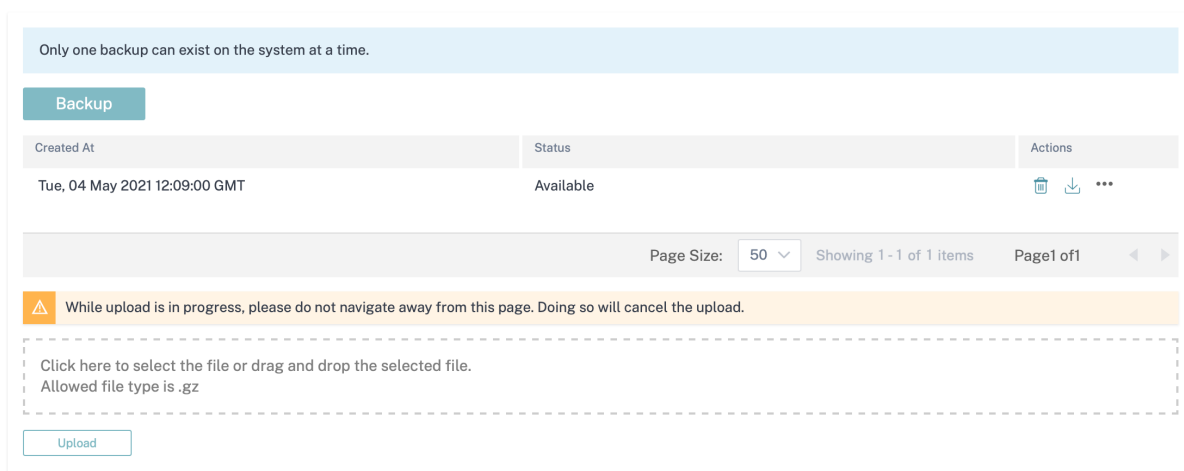 Only one backup can exist on the system at a time.
Backup
Created At Status Actions
Tue, 04 May 2021 12:09:00 GMT Available •••
Page Size: 50 Showing 1 - 1 of 1 items Page1 of1
While upload is in progress, please do not navigate away from this page. Doing so will cancel the upload.
Click here to select the file or drag and drop the selected file.
Allowed file type is .gz
Upload